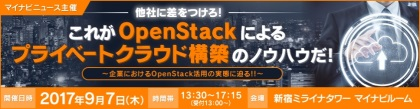 マイナビニュース主催
他社に差をつけろ!
これがOpenStackによる
プライベートクラウド構築のノウハウだ!
~企業におけるOpenStack活用の実態に迫る!!~
開催日時 2017年9月7日(木) 時間帯 13:30~17:15 (受付13:00~) 会場 新宿ミライナタワー マイナビルーム